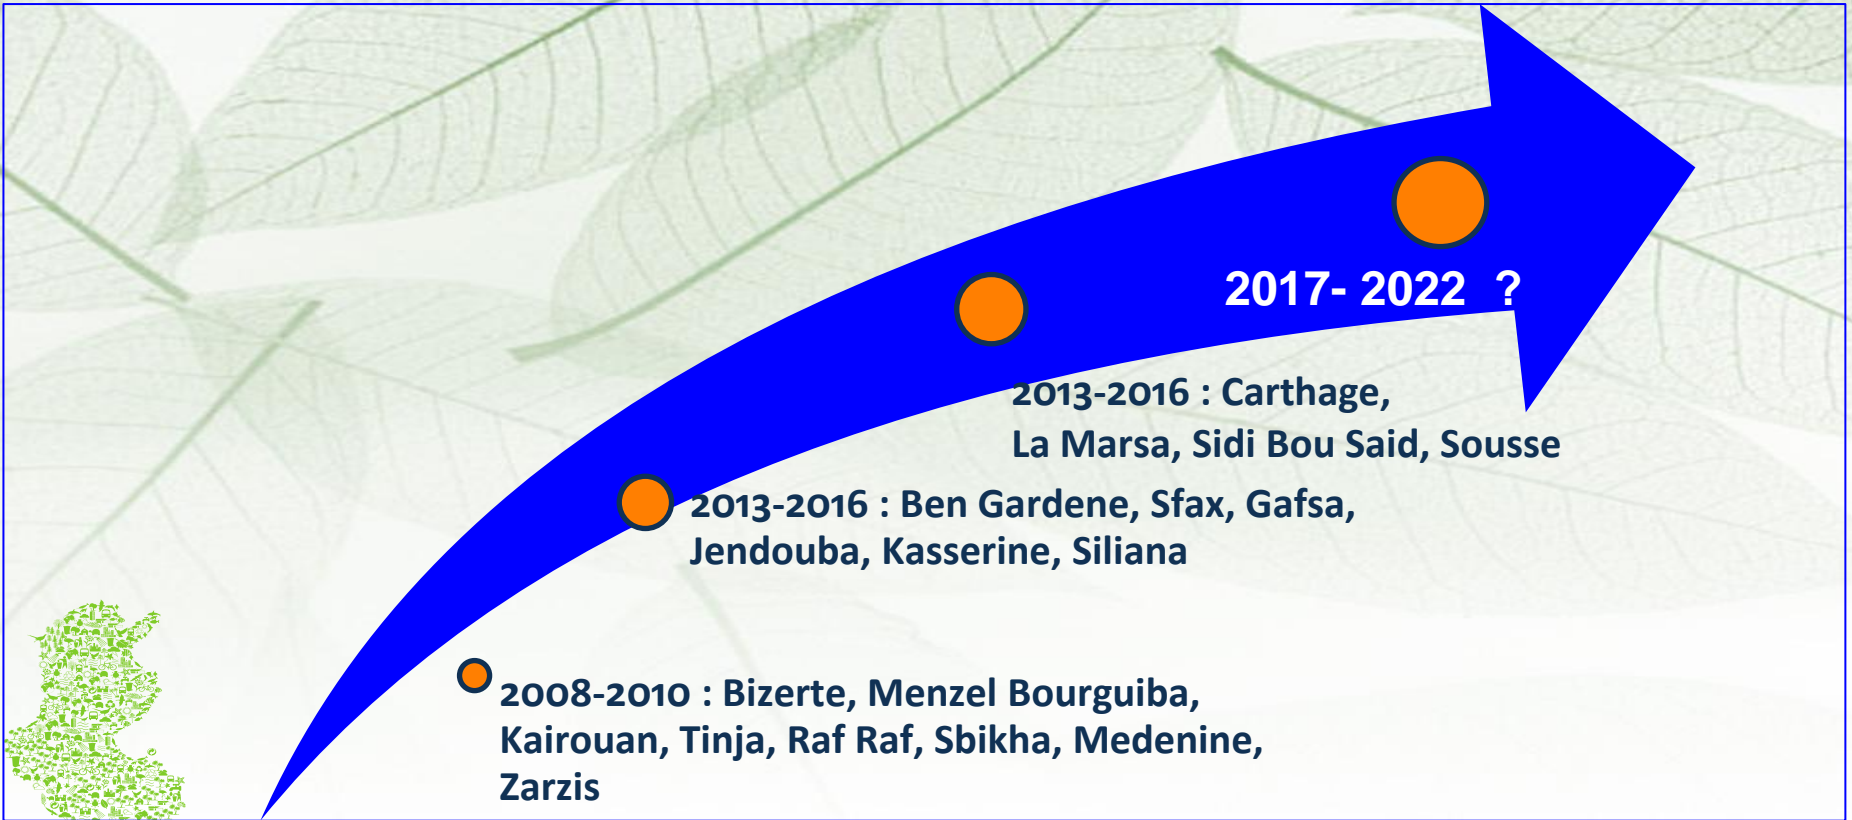 2017- 2022 ?
2013-2016 : Carthage,
La Marsa, Sidi Bou Said, Sousse
2013-2016 : Ben Gardene, Sfax, Gafsa,
Jendouba, Kasserine, Siliana
2008-2010 : Bizerte, Menzel Bourguiba,
Kairouan, Tinja, Raf Raf, Sbikha, Medenine,
Zarzis